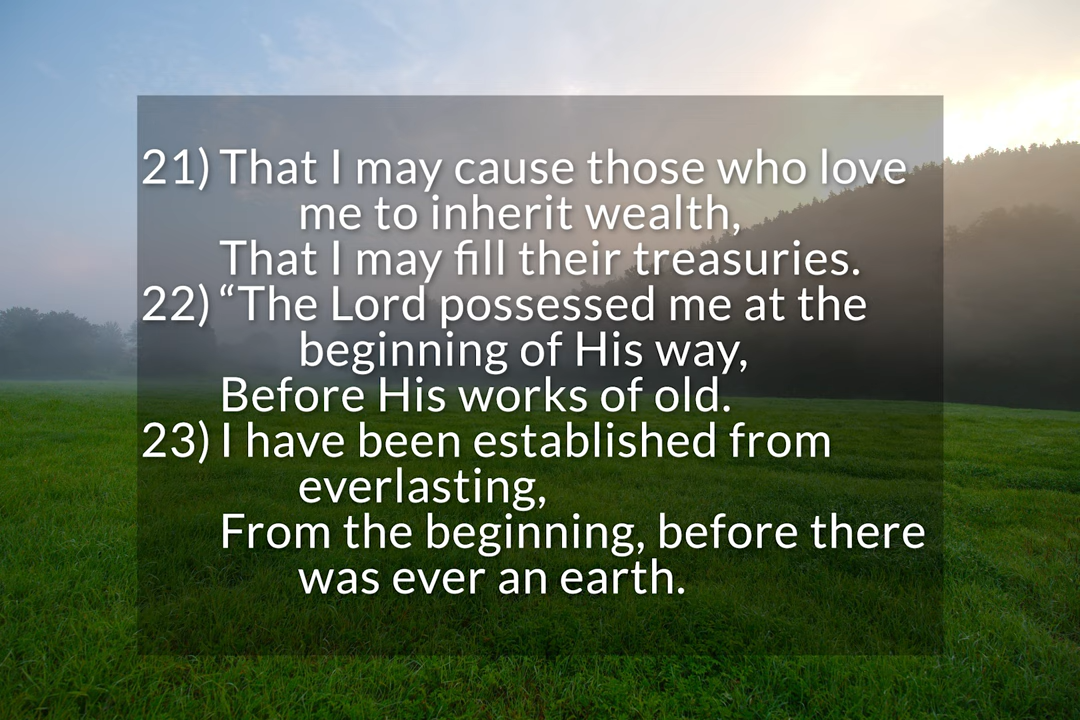 21) That I may cause those who love
me to inherit wealth,
That I may fill their treasuries.
22) “The Lord possessed me at the
beginning of His way,
Before His works of old.
23) I have been established from
everlasting,
From the beginning, before there
was ever an earth.